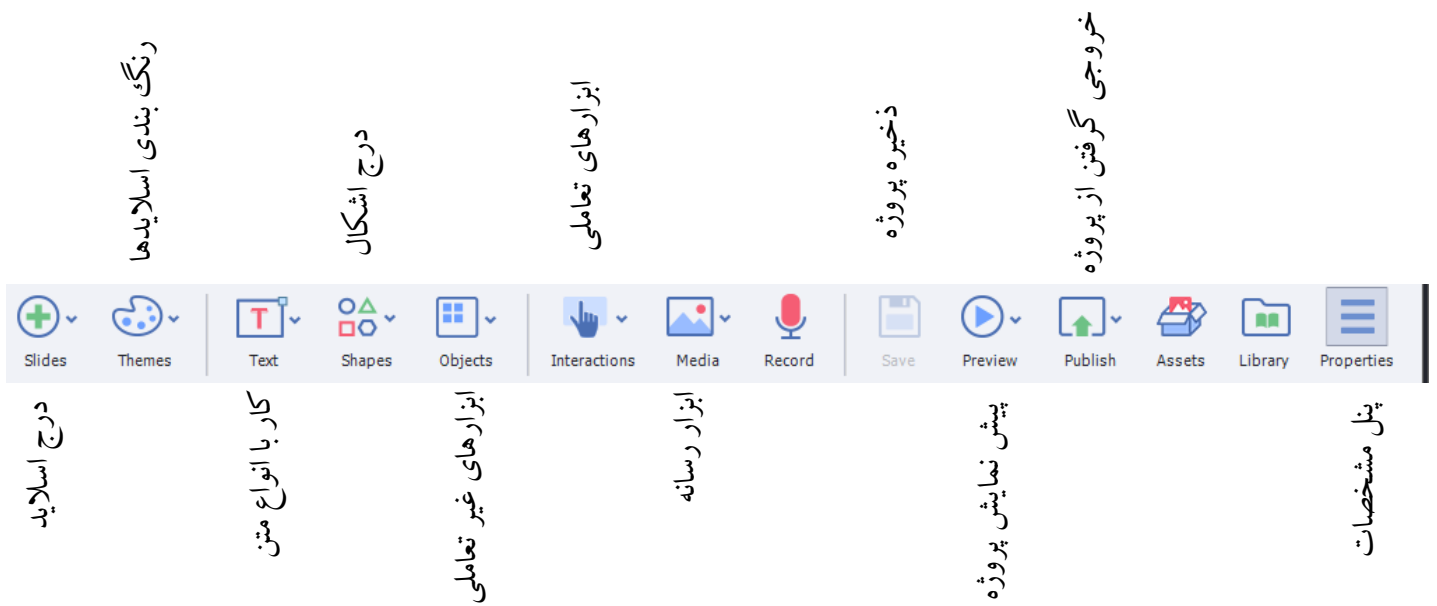 رنگ بندی اسلایدها
درج اشکال
ابزارهای تعاملی
ذخیره پروژه
خروجی گرفتن از پروژه
Slides
Themes
Text
Shapes
Objects
Interactions
Media
Record
Save
Preview
Publish
Assets
Library
Properties
درج اسلاید
کار با انواع متن
ابزارهای غیر تعاملی
ابزار رسانه
پیش نمایش پروژه
پنل مشخصات